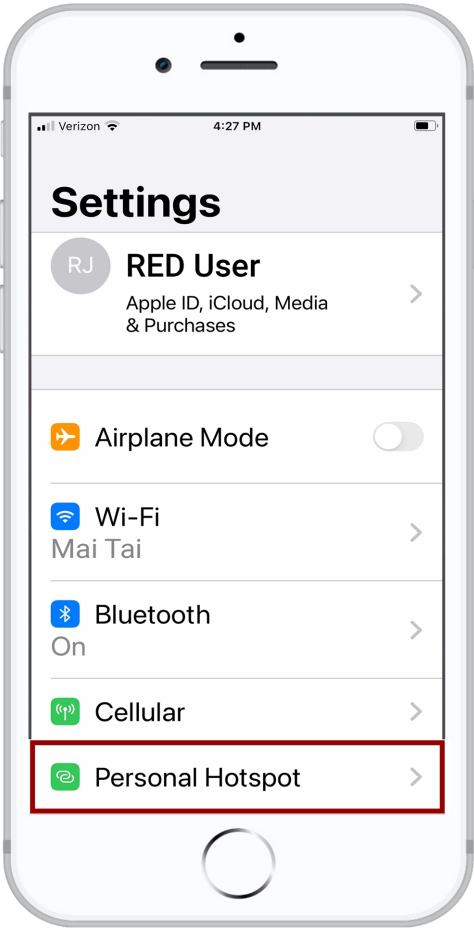 Verizon 4:27 PM
Settings
RJ RED User
Apple ID, iCloud, Media
& Purchases
Airplane Mode
Wi-Fi
Mai Tai
Bluetooth
On
Cellular
Personal Hotspot